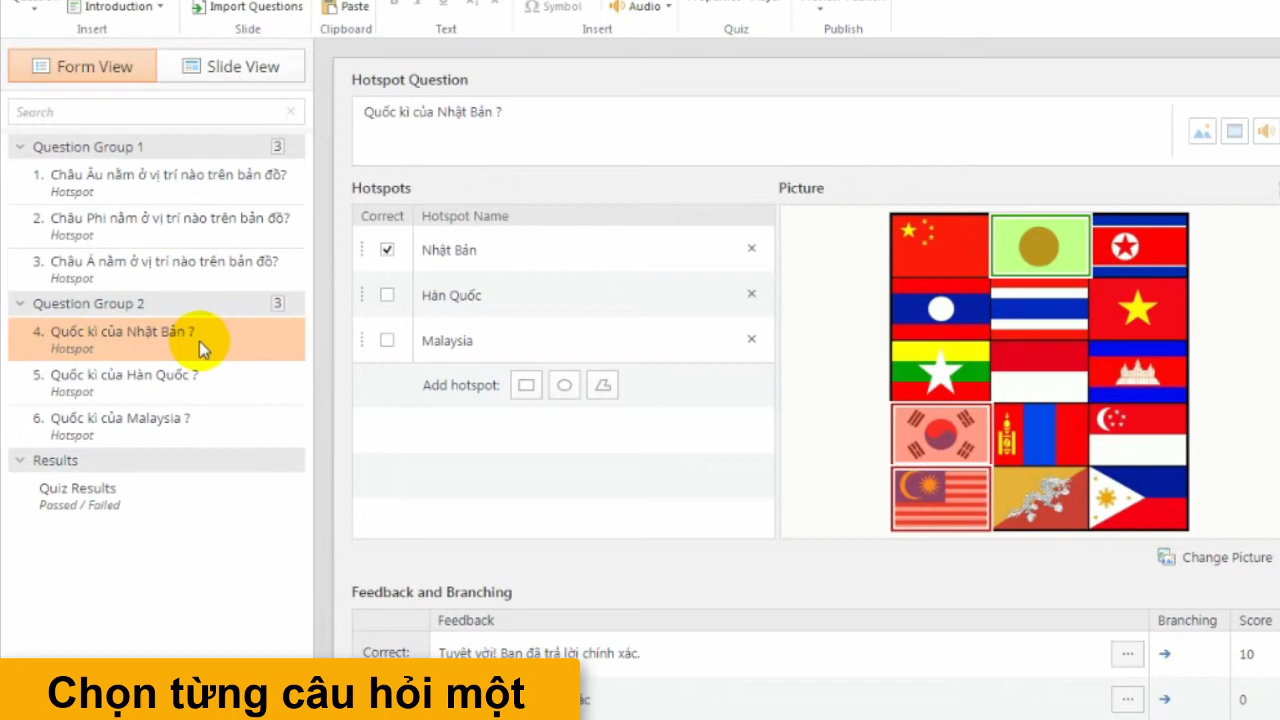 Introduction
Import Questions
Paste
Symbol
Audio
Insert
Slide
Clipboard
Text
Insert
Quiz
Publish
Form View
Slide View
Search
Question Group 1
3
1. Châu Âu nằm ở vị trí nào trên bản đồ?
Hotspot
2. Châu Phi nằm ở vị trí nào trên bản đồ?
Hotspot
3. Châu Á nằm ở vị trí nào trên bản đồ?
Hotspot
Question Group 2
3
4. Quốc kì của Nhật Bản ?
Hotspot
5. Quốc kì của Hàn Quốc ?
Hotspot
6. Quốc kì của Malaysia ?
Hotspot
Results
Quiz Results
Passed / Failed
Hotspot Question
Quốc kì của Nhật Bản ?
Hotspots
Correct
Hotspot Name
Nhật Bản
Hàn Quốc
Malaysia
Add hotspot:
Picture
Change Picture
Feedback and Branching
Feedback
Branching
Score
Correct:
Tuyệt vời! Bạn đã trả lời chính xác.
10
0
Chọn từng câu hỏi một